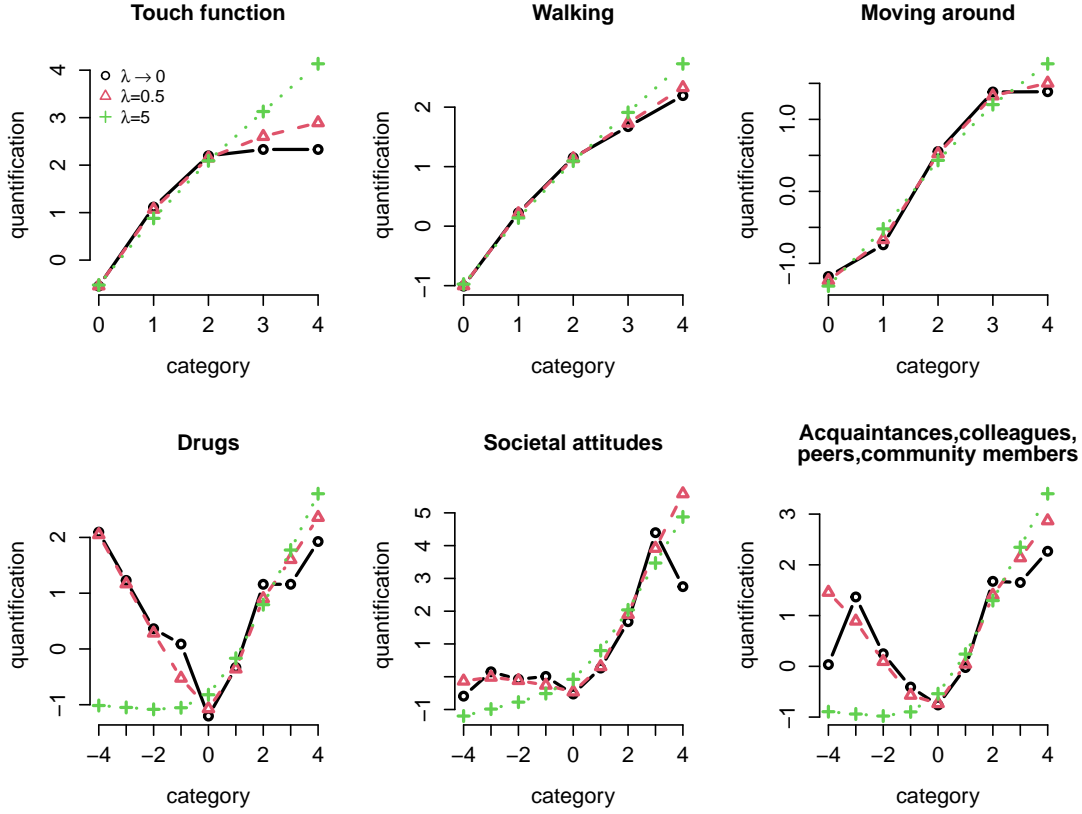 Touch function
Walking
Moving around
λ→0
λ=0.5
λ=5
quantification
4
3
2
1
0
0 1 2 3 4
category
quantification
2
1
0
−1
0 1 2 3 4
category
quantification
1.0
0.0
−1.0
0 1 2 3 4
category
Drugs
Societal attitudes
Acquaintances,colleagues,
peers,community members
quantification
2
1
0
−1
−4 −2 0 2 4
category
quantification
5
4
3
2
1
−1
−4 −2 0 2 4
category
quantification
3
2
1
0
−1
−4 −2 0 2 4
category